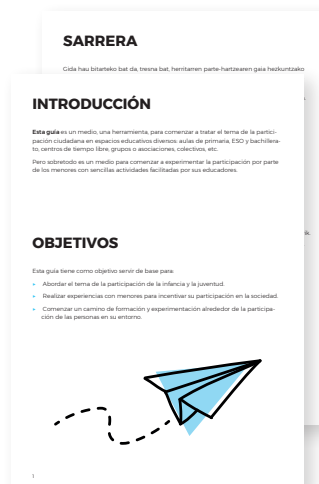 SARRERA
Gida hau bitarteko bat da, tresna bat, herritarren parte-hartzearen gaia hezkuntzako
INTRODUCCIÓN
Esta guía es un medio, una herramienta, para comenzar a tratar el tema de la partici-
pación ciudadana en espacios educativos diversos: aulas de primaria, ESO y bachillera-
to, centros de tiempo libre, grupos o asociaciones, colectivos, etc.
Pero sobretodo es un medio para comenzar a experimentar la participación por parte
de los menores con sencillas actividades facilitadas por sus educadores.
OBJETIVOS
Esta guía tiene como objetivo servir de base para:
Abordar el tema de la participación de la infancia y la juventud.
Realizar experiencias con menores para incentivar su participación en la sociedad.
Comenzar un camino de formación y experimentación alrededor de la participa-
ción de las personas en su entorno.
1